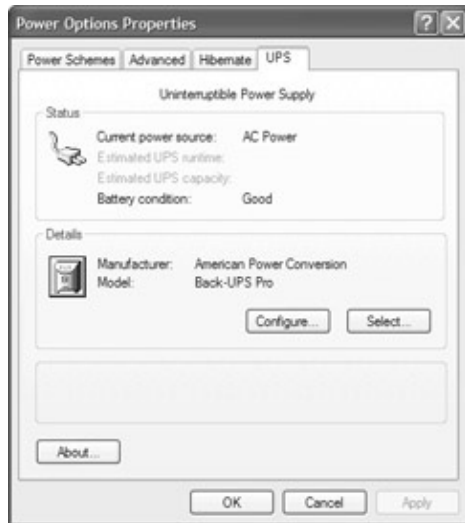 Power Options Properties
Power Schemes Advanced Hibernate UPS
Uninterruptible Power Supply
Status
Current power source: AC Power
Estimated UPS runtime:
Estimated UPS capacity:
Battery condition: Good
Details
Manufacturer: American Power Conversion
Model: Back-UPS Pro
Configure... Select...
About...
OK Cancel Apply